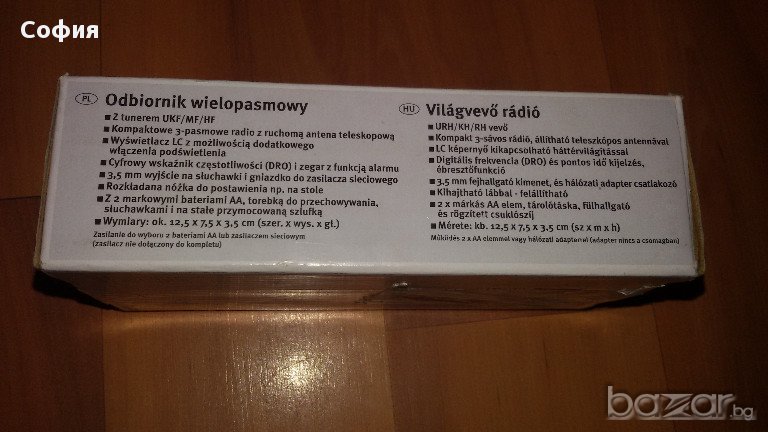 София
PL Odbiornik wielopasmowy
■ Z tunerem UKF/MF/HF
■ Kompaktowe 3-pasmowe radio z ruchomą antena teleskopową
■ Wyświetlacz LC z możliwością dodatkowego
włączenia podświetlenia
■ Cyfrowy wskaźnik częstotliwości (DRO) i zegar z funkcją alarmu
■ 3,5 mm wyjście na słuchawki i gniazdko do zasilacza sieciowego
■ Rozkładana nóżka do postawienia np. na stole
■ Z 2 markowymi bateriami AA, torebką do przechowywania,
słuchawkami i na stałe przymocowaną szlufką
■ Wymiary: ok. 12,5 x 7,5 x 3,5 cm (szer. x wys. x gł.)
Zasilanie do wyboru 2 bateriami AA lub zasilaczem sieciowym
(zasilacz nie dołączony do kompletu)
HU Világvevő rádió
■ URH/KH/RH vevő
■ Kompakt 3-sávos rádió, állítható teleszkópos antennával
■ LC képernyő kikapcsolható háttérvilágítással
■ Digitális frekvencia (DRO) és pontos idő kijelzés,
ébresztőfunkció
■ 3,5 mm fejhallgató kimenet, és hálózati adapter csatlakozó
■ Kihajtható lábbal - felállítható
■ 2 x márkás AA elem, tárolótáska, fülhallgató
és rögzített csuklószíj
■ Mérete: kb. 12,5 x 7,5 x 3,5 cm (sz x m x h)
Működés 2 x AA elemmel vagy hálózati adapterrel (adapter nincs a csomagban)
bazar.bg